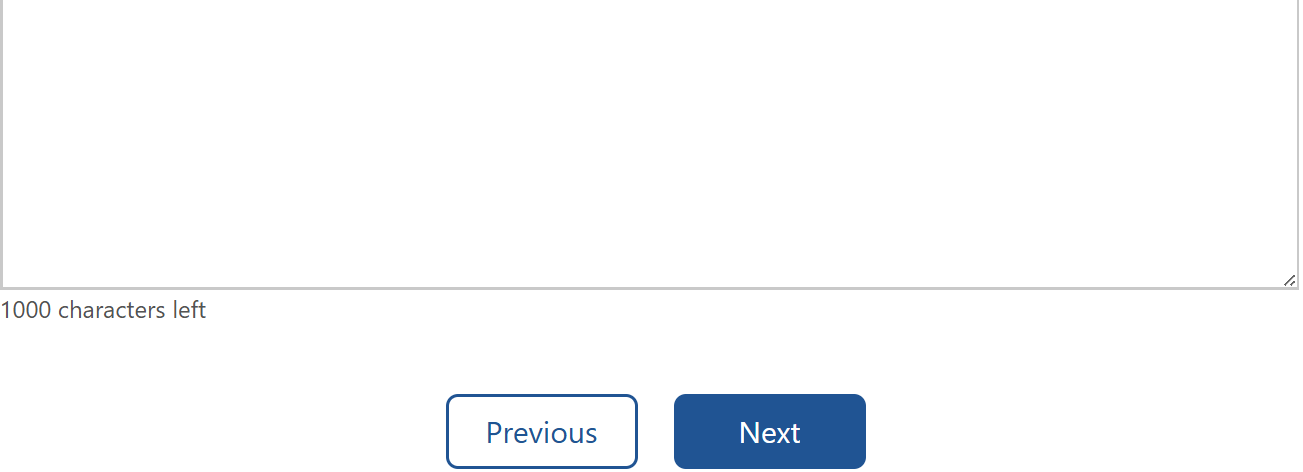 1000 characters left
Previous
Next